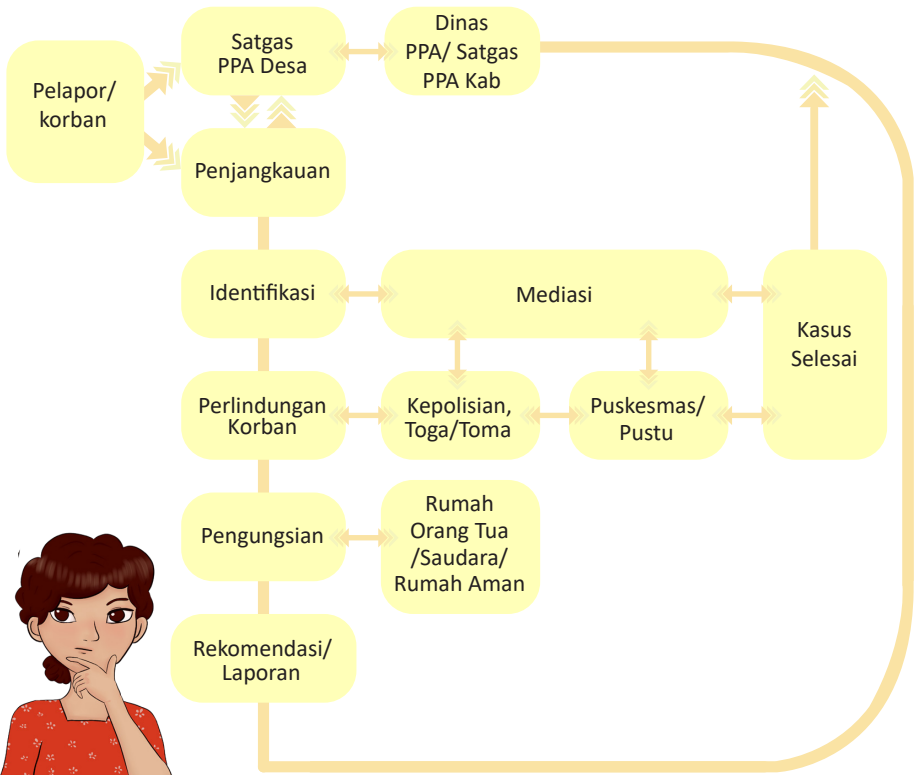 Pelapor/
korban
Satgas
PPA Desa
Dinas
PPA/ Satgas
PPA Kab
Penjangkauan
Identifikasi
Mediasi
Kasus
Selesai
Perlindungan
Korban
Kepolisian,
Toga/Toma
Puskesmas/
Pustu
Pengungsian
Rumah
Orang Tua
/Saudara/
Rumah Aman
Rekomendasi/
Laporan